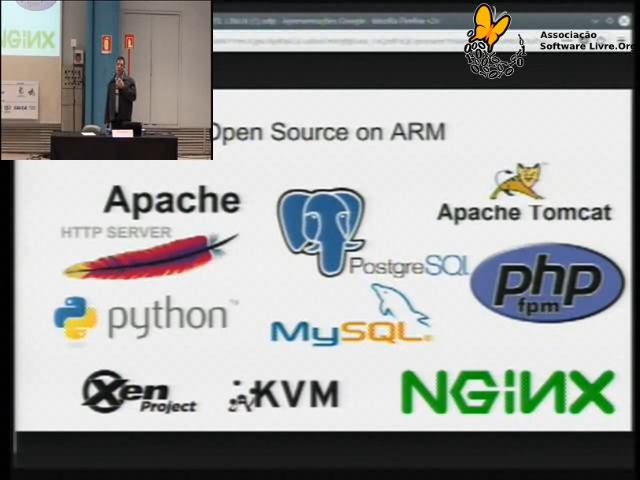 NGiNX
Associação
Software Livre.Org
Open Source on ARM
Apache
HTTP SERVER
Apache Tomcat
PostgreSQL
php
fpm
python
MySQL
Xen
Project
KVM
NGiNX